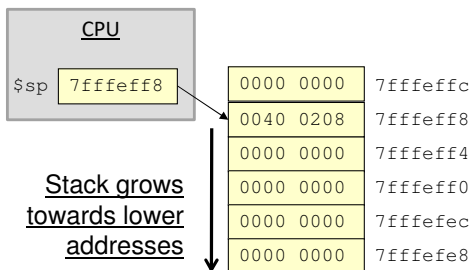 CPU
$sp 7fffeff8
0000 0000 7fffeffc
0040 0208 7fffeff8
0000 0000 7fffeff4
0000 0000 7fffeff0
0000 0000 7fffefec
0000 0000 7fffefe8
Stack grows
towards lower
addresses